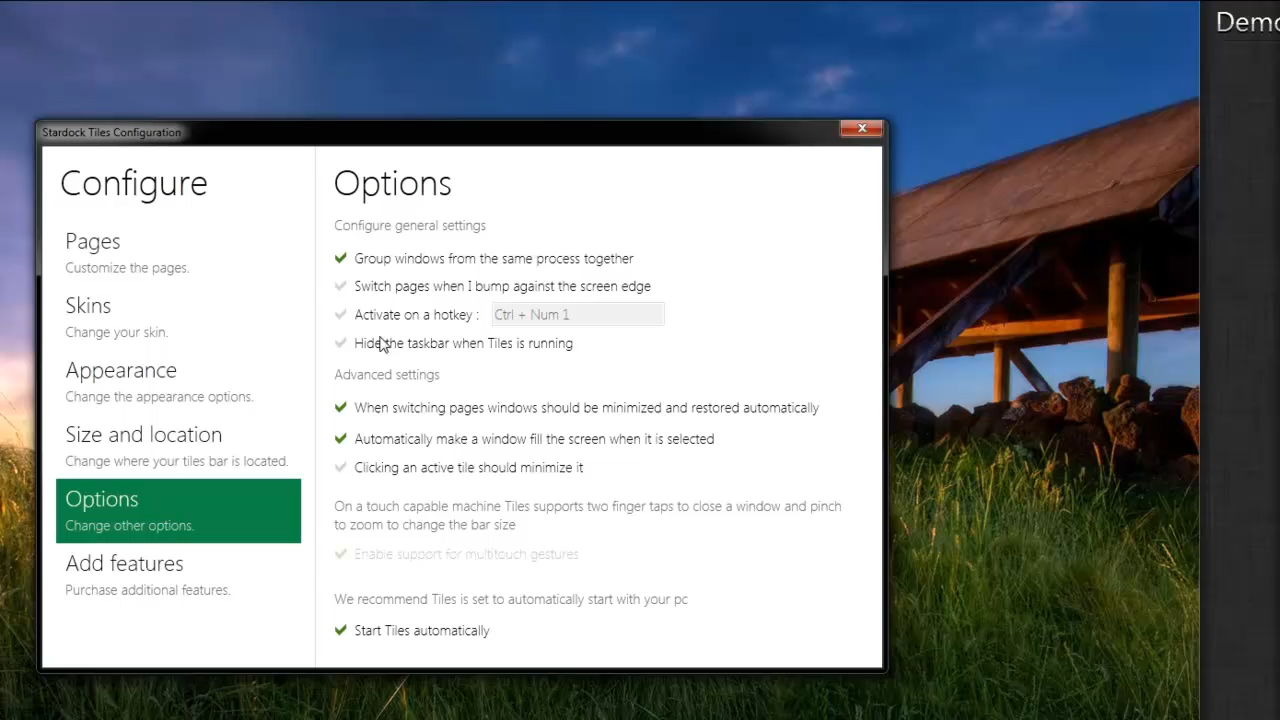 Demo
Stardock Tiles Configuration
Configure
Pages
Customize the pages.
Skins
Change your skin.
Appearance
Change the appearance options.
Size and location
Change where your tiles bar is located.
Options
Change other options.
Add features
Purchase additional features.
Options
Configure general settings
Group windows from the same process together
Switch pages when I bump against the screen edge
Activate on a hotkey : Ctrl + Num 1
Hide the taskbar when Tiles is running
Advanced settings
When switching pages windows should be minimized and restored automatically
Automatically make a window fill the screen when it is selected
Clicking an active tile should minimize it
On a touch capable machine Tiles supports two finger taps to close a window and pinch
to zoom to change the bar size
Enable support for multitouch gestures
We recommend Tiles is set to automatically start with your pc
Start Tiles automatically